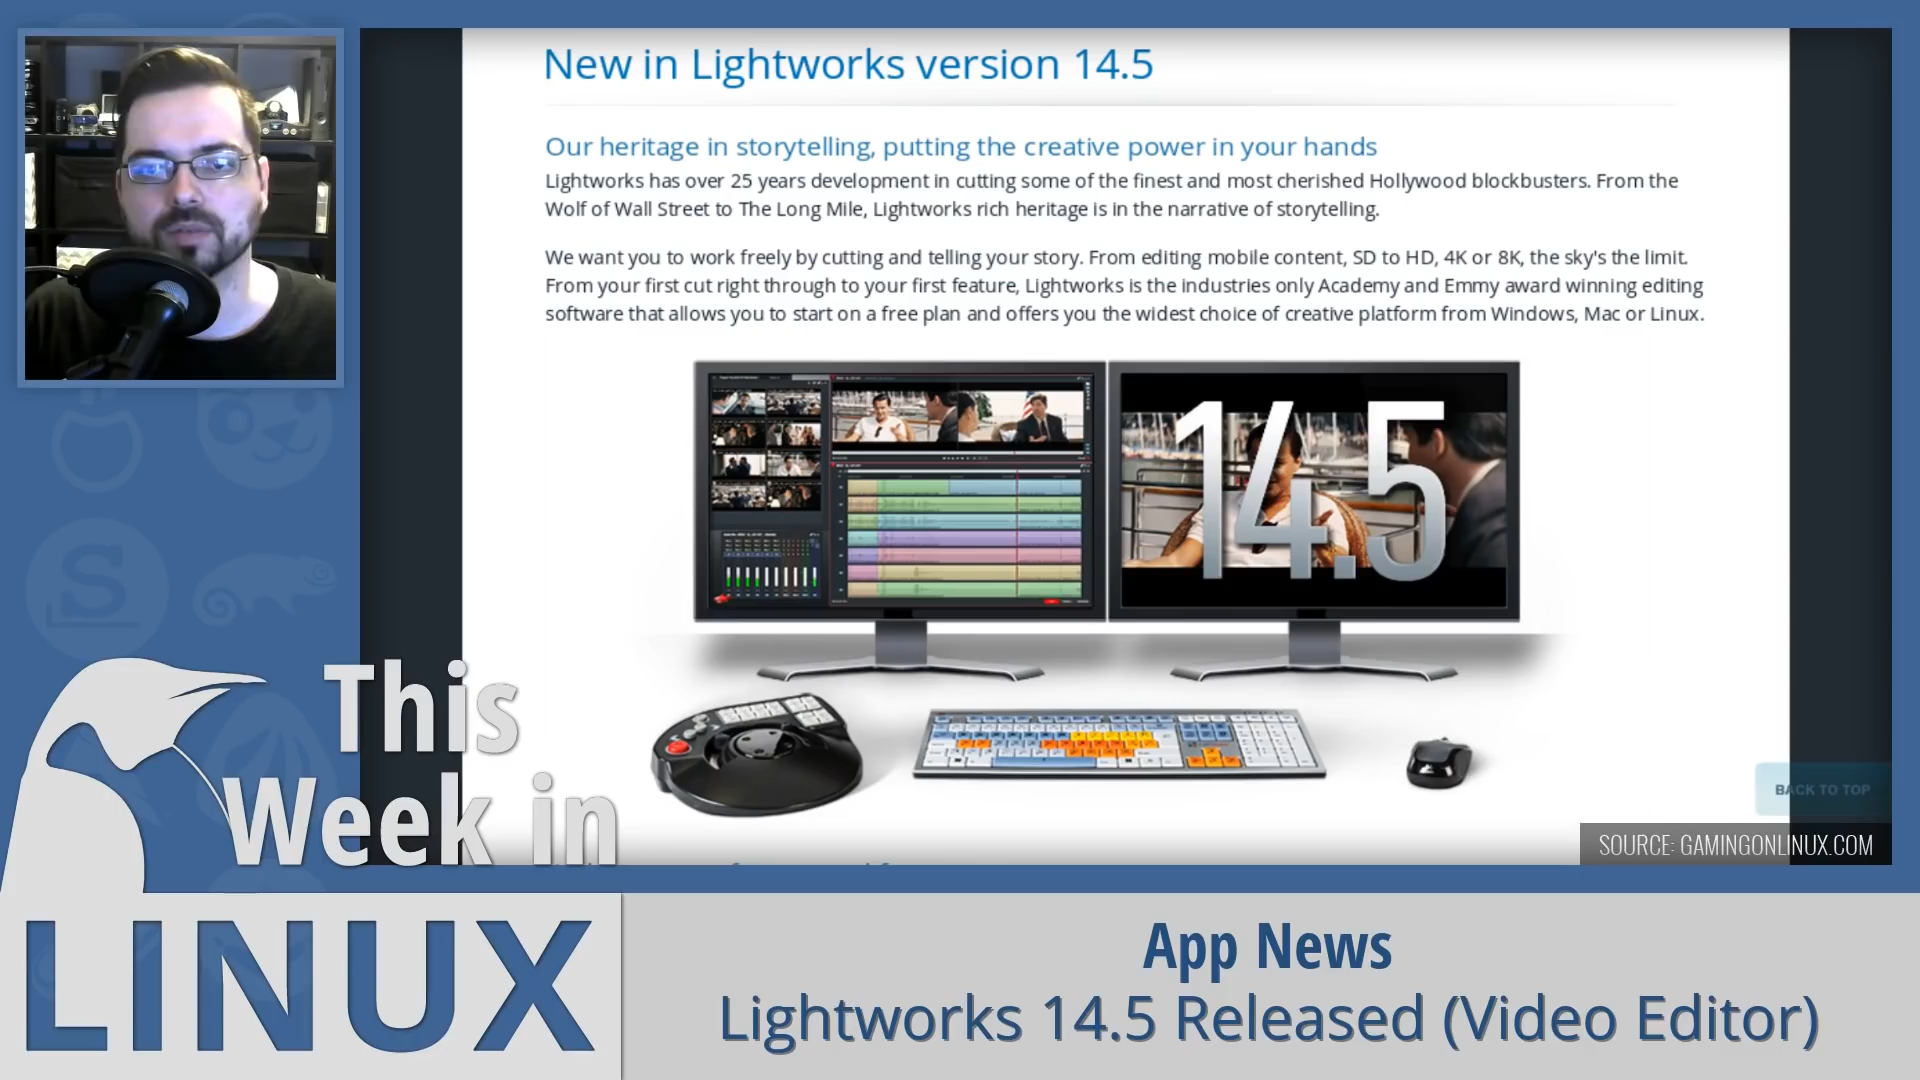 New in Lightworks version 14.5
Our heritage in storytelling, putting the creative power in your hands
Lightworks has over 25 years development in cutting some of the finest and most cherished Hollywood blockbusters. From the
Wolf of Wall Street to The Long Mile, Lightworks rich heritage is in the narrative of storytelling.
We want you to work freely by cutting and telling your story. From editing mobile content, SD to HD, 4K or 8K, the sky's the limit.
From your first cut right through to your first feature, Lightworks is the industries only Academy and Emmy award winning editing
software that allows you to start on a free plan and offers you the widest choice of creative platform from Windows, Mac or Linux.
14.5
BACK TO TOP
SOURCE: GAMINGONLINUX.COM
This
Week in
LINUX
App News
Lightworks 14.5 Released (Video Editor)